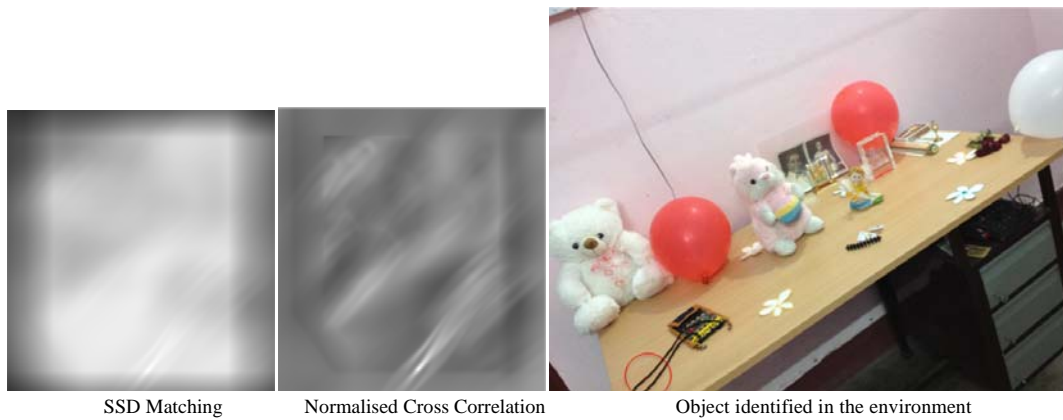 SSD Matching
Normalised Cross Correlation
Object identified in the environment